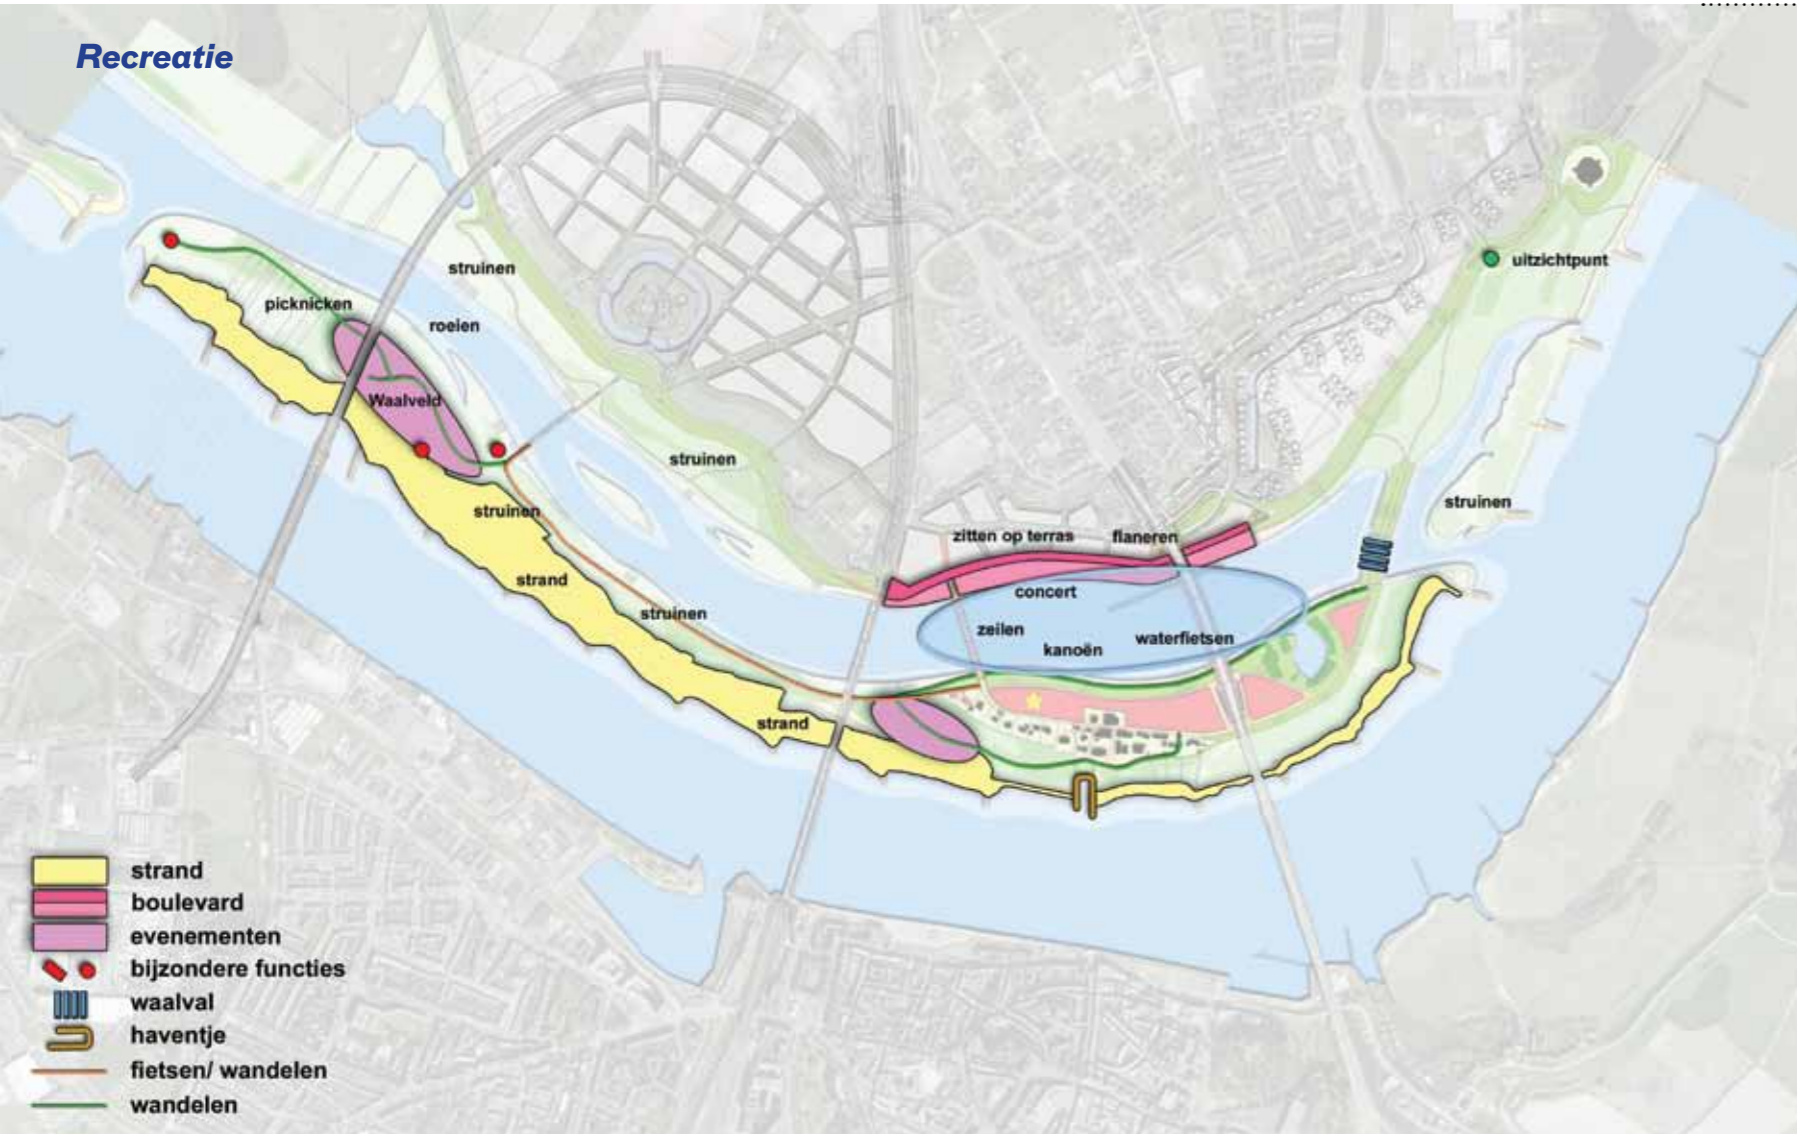 Recreatie
uitzichtpunt
struinen
picknicken
roeien
Waalveld
struinen
struinen
struinen
zitten op terras
flaneren
strand
concert
struinen
zeilen
waterfietsen
kanoën
strand
strand
boulevard
evenementen
bijzondere functies
waalval
haventje
fietsen/ wandelen
wandelen